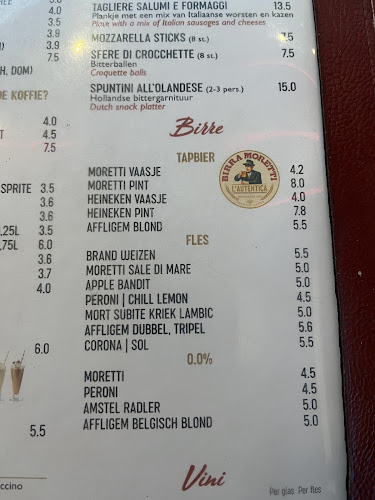 TAGLIERE SALUMI E FORMAGGI 13.5
Plankje met een mix van Italiaanse worsten en kazen
Plank with a mix of Italian sausages and cheeses
MOZZARELLA STICKS (8 st.) 7.5
SFERE DI CROCCHETTE (8 st.) 7.5
Bitterballen
Croquette balls
SPUNTINI ALL'OLANDESE (2-3 pers.) 15.0
Hollandse bittergarnituur
Dutch snack platter
Birre
TAPBIER
BIRRA MORETTI
L'AUTENTICA
MORETTI VAASJE 4.2
MORETTI PINT 8.0
HEINEKEN VAASJE 4.0
HEINEKEN PINT 7.8
AFFLIGEM BLOND 5.5
FLES
BRAND WEIZEN 5.5
MORETTI SALE DI MARE 5.0
APPLE BANDIT 5.0
PERONI | CHILL LEMON 4.5
MORT SUBITE KRIEK LAMBIC 5.0
AFFLIGEM DUBBEL, TRIPEL 5.6
CORONA | SOL 5.5
0.0%
MORETTI 4.5
PERONI 4.5
AMSTEL RADLER 5.0
AFFLIGEM BELGISCH BLOND 5.0
Vini
Per glas Per fles
4.0
3.9
3.9
H, DOM)
DE KOFFIE?
4.0
T 4.5
7.5
SPRITE 3.5
3.6
3.6
,25L 3.5
,75L 6.0
3.6
3.7
4.0
6.0
5.5
ccino